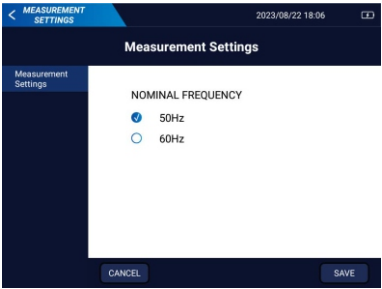 MEASUREMENT
SETTINGS
2023/08/22 18:06
Measurement Settings
Measurement
Settings
NOMINAL FREQUENCY
50Hz
60Hz
CANCEL
SAVE